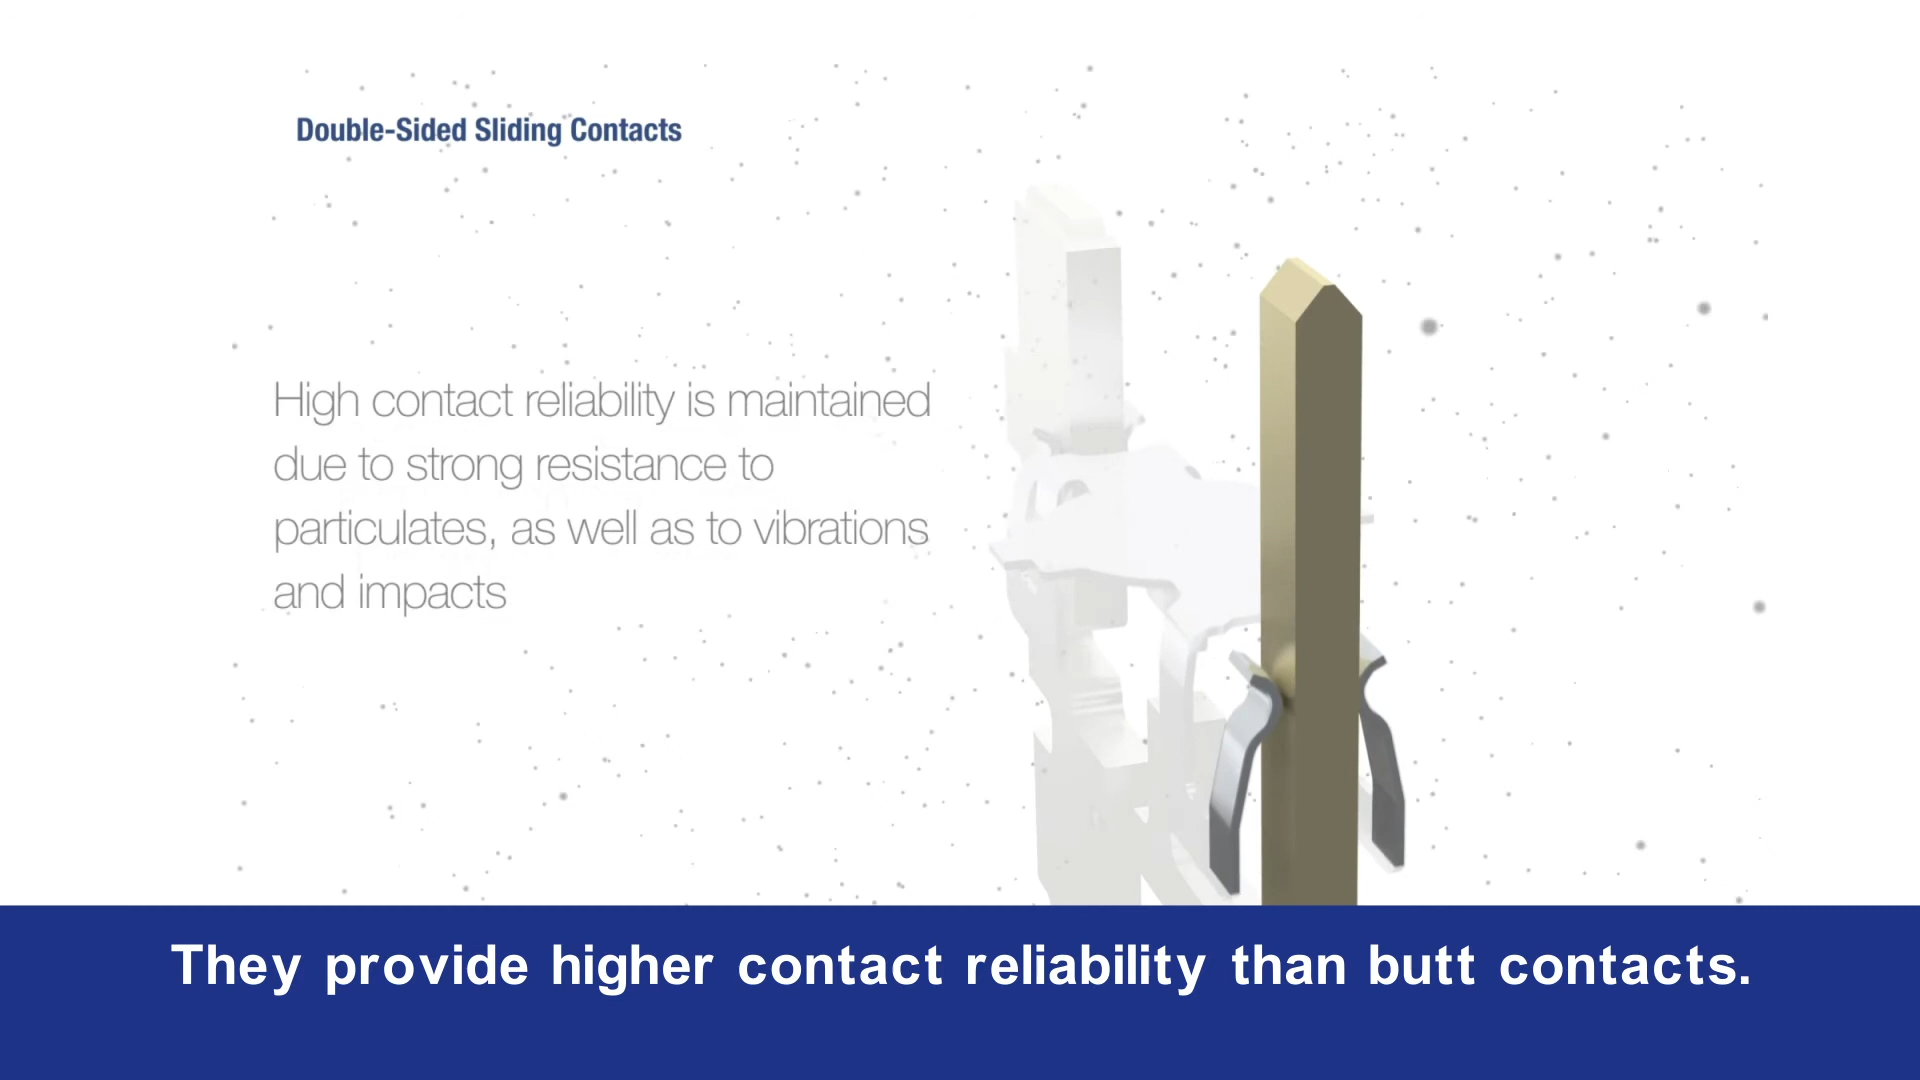 Double-Sided Sliding Contacts
High contact reliability is maintained
due to strong resistance to
particulates, as well as to vibrations
and impacts
They provide higher contact reliability than butt contacts.